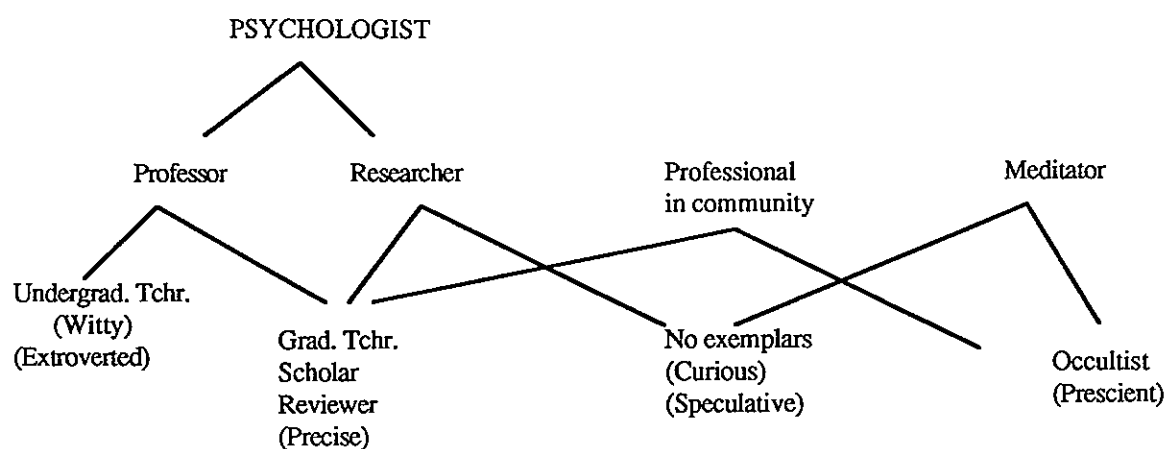 PSYCHOLOGIST
Professor
Researcher
Professional
in community
Meditator
Undergrad. Tchr.
(Witty)
(Extroverted)
Grad. Tchr.
Scholar
Reviewer
(Precise)
No exemplars
(Curious)
(Speculative)
Occultist
(Prescient)